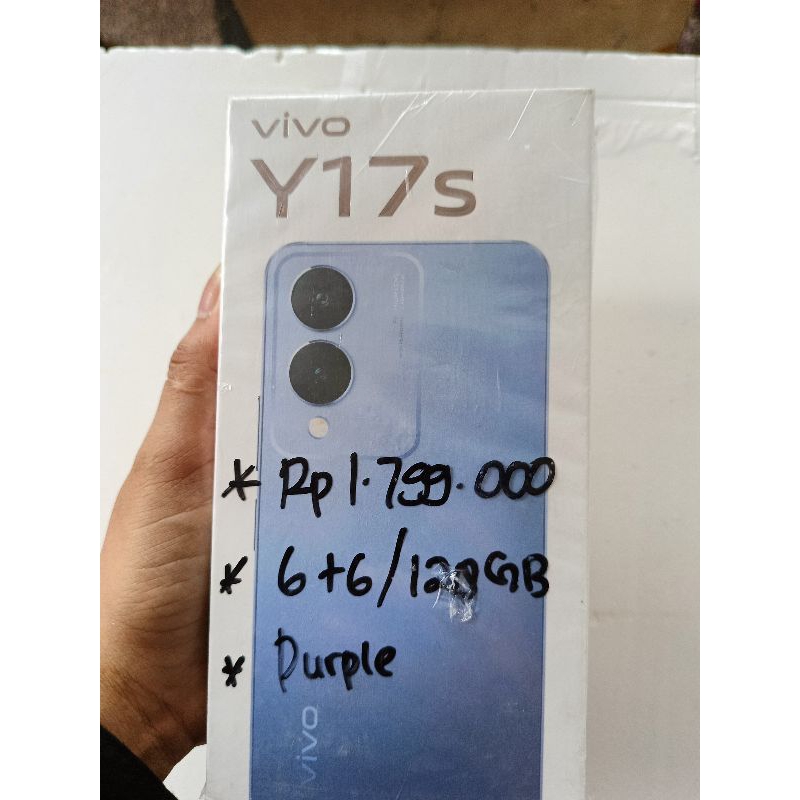 vivo
Y17s
* Rp 1.799.000
* 6+6/128GB
* Purple
vivo